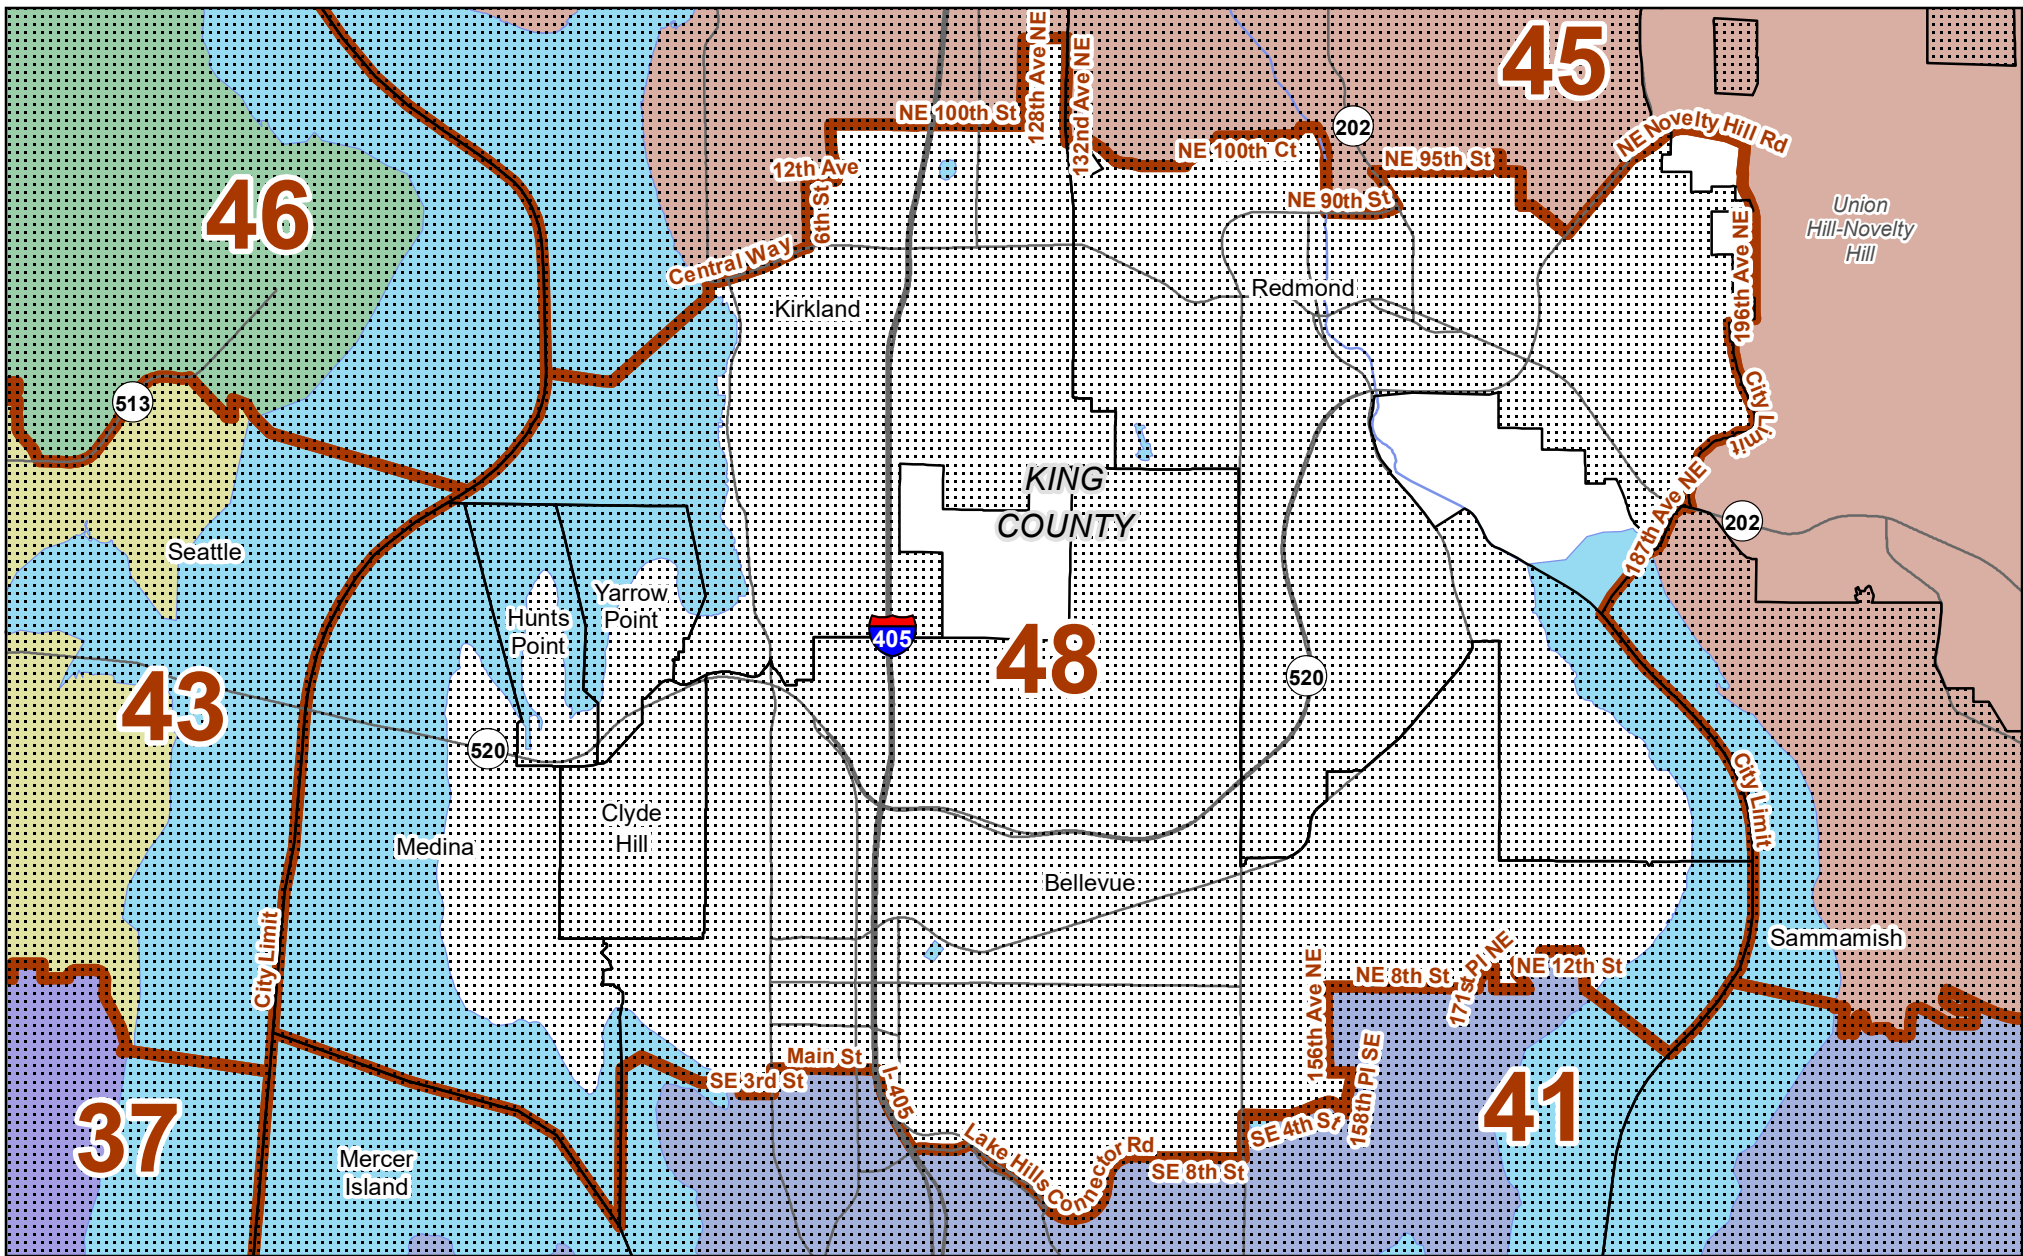 45
46
43
37
48
41
128th Ave NE
132nd Ave NE
NE 100th St
12th Ave
6th St
Central Way
NE 100th Ct
202
NE 95th St
NE 90th St
NE Novelty Hill Rd
Union
Hill-Novelty
Hill
196th Ave NE
City Limit
187th Ave NE
202
Redmond
Kirkland
513
Seattle
KING
COUNTY
Hunts
Point
Yarrow
Point
405
520
520
Clyde
Hill
Medina
Bellevue
City Limit
Sammamish
City Limit
156th Ave NE
NE 8th St
171st Pl NE
NE 12th St
158th Pl SE
SE 4th St
Main St
SE 3rd St
I-405
Lake Hills Connector Rd
SE 8th St
Mercer
Island